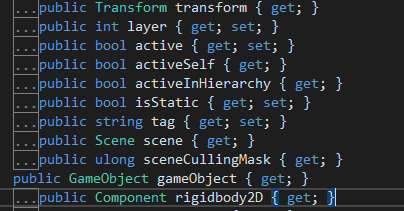 ...public Transform transform { get; }
...public int layer { get; set; }
...public bool active { get; set; }
...public bool activeSelf { get; }
...public bool activeInHierarchy { get; }
...public bool isStatic { get; set; }
...public string tag { get; set; }
...public Scene scene { get; }
...public ulong sceneCullingMask { get; }
public GameObject gameObject { get; }
...public Component rigidbody2D { get; }